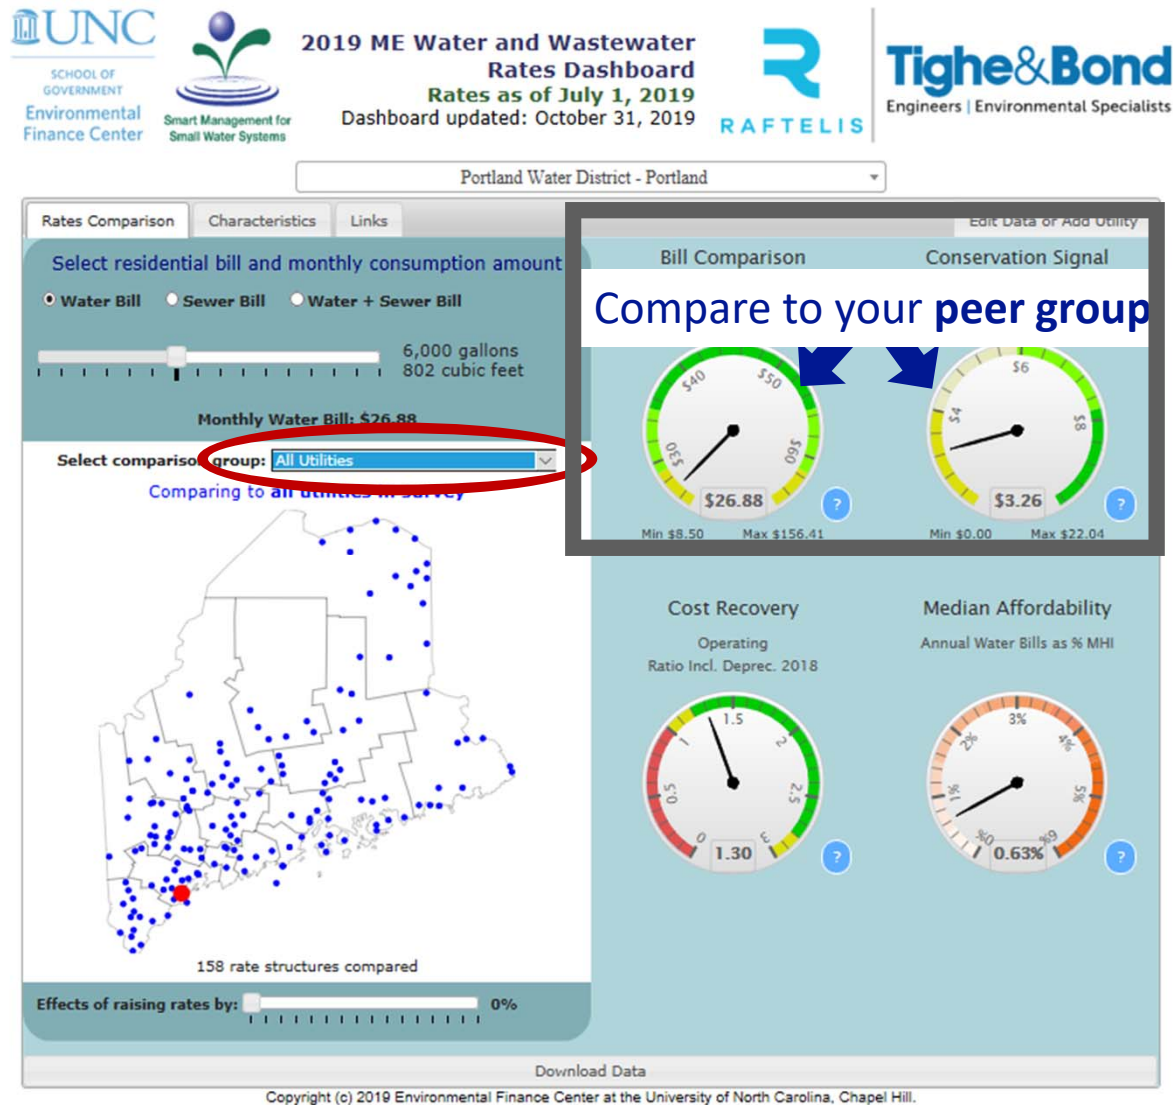 UNC
SCHOOL OF
GOVERNMENT
Environmental
Finance Center
Smart Management for
Small Water Systems
2019 ME Water and Wastewater
Rates Dashboard
Rates as of July 1, 2019
Dashboard updated: October 31, 2019
RAFTELIS
Tighe&Bond
Engineers | Environmental Specialists
Portland Water District - Portland
Rates Comparison Characteristics Links Edit Data or Add Utility
Select residential bill and monthly consumption amount
Water Bill Sewer Bill Water + Sewer Bill
6,000 gallons
802 cubic feet
Monthly Water Bill: $26.88
Select comparison group: All Utilities
Comparing to all utilities in survey
158 rate structures compared
Effects of raising rates by: 0%
Bill Comparison Conservation Signal
Compare to your peer group
$30 $40 $50 $60
$26.88
?
Min $8.50 Max $156.41
$4 $6 $8
$3.26
?
Min $0.00 Max $22.04
Cost Recovery
Operating
Ratio Incl. Deprec. 2018
0 0.5 1 1.5 2 2.5 3
1.30
?
Median Affordability
Annual Water Bills as % MHI
0% 1% 2% 3% 4% 5% 6%
0.63%
?
Download Data
Copyright (c) 2019 Environmental Finance Center at the University of North Carolina, Chapel Hill.